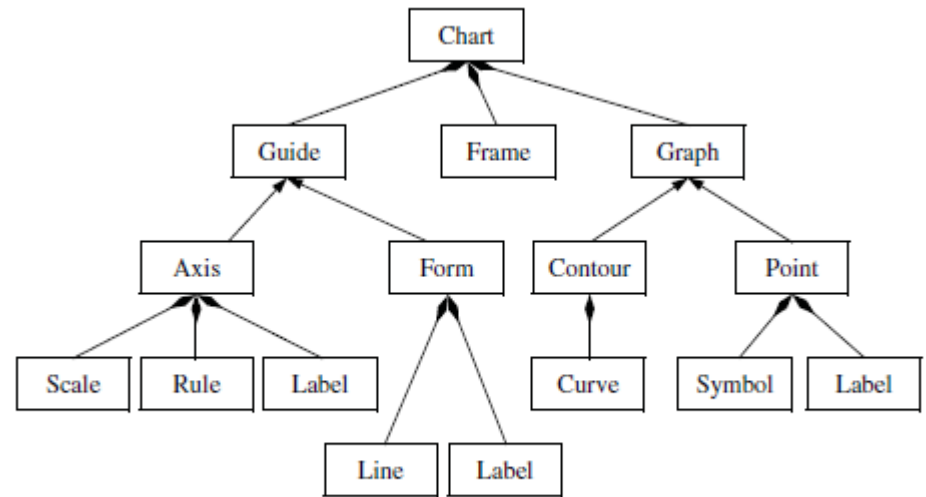 Chart
Guide Frame Graph
Axis Form Contour Point
Scale Rule Label Curve Symbol Label
Line Label